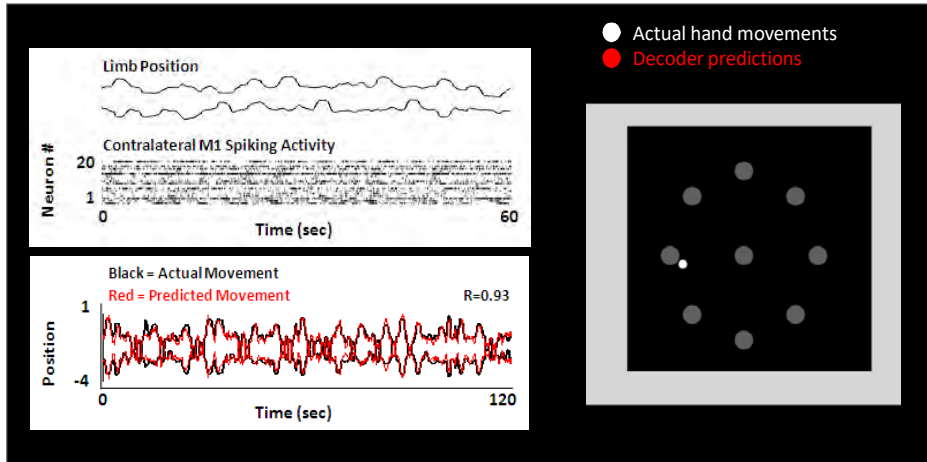 Actual hand movements
Decoder predictions
Limb Position
Contralateral M1 Spiking Activity
Neuron #
20
1
0
60
Time (sec)
Black = Actual Movement
Red = Predicted Movement
R=0.93
Position
1
-4
0
120
Time (sec)